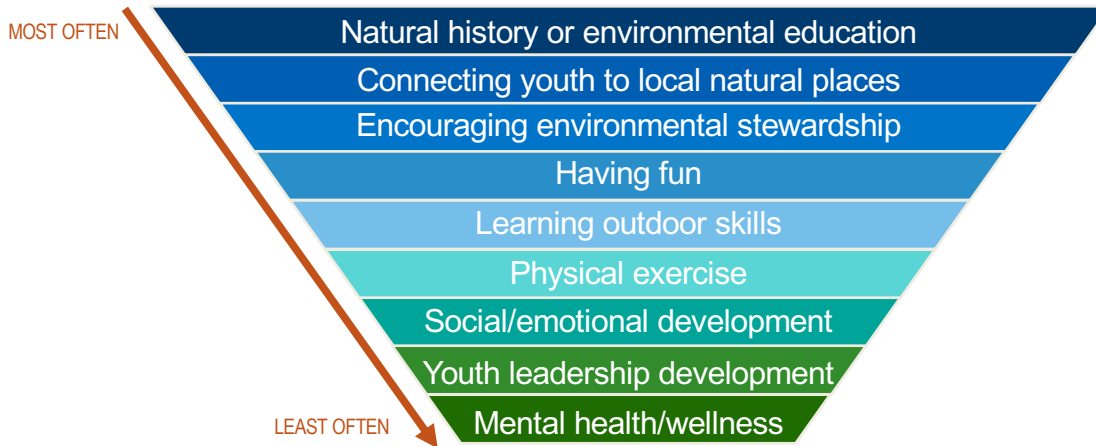 MOST OFTEN
Natural history or environmental education
Connecting youth to local natural places
Encouraging environmental stewardship
Having fun
Learning outdoor skills
Physical exercise
Social/emotional development
Youth leadership development
LEAST OFTEN
Mental health/wellness